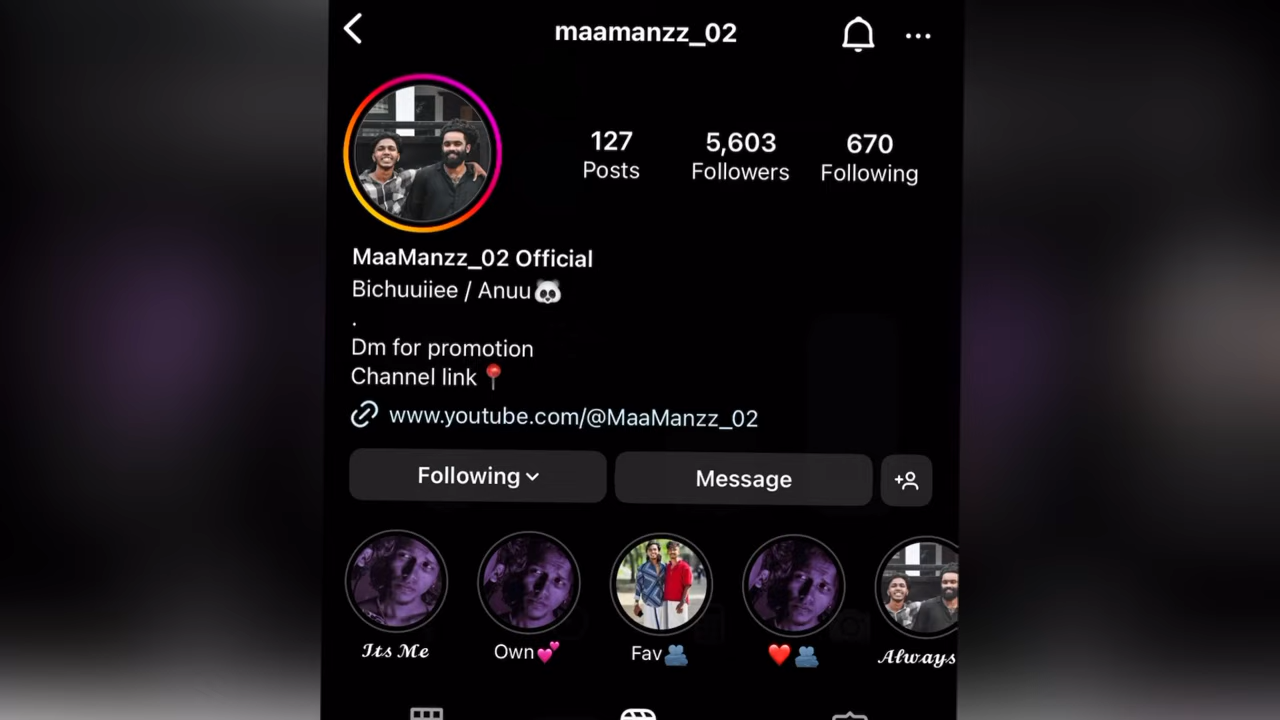 maamanzz_02
127
Posts
5,603
Followers
670
Following
MaaManzz_02 Official
Bichuuiiee / Anuu🐼
.
Dm for promotion
Channel link📍
www.youtube.com/@MaaManzz_02
Following
Message
𝓘𝓽𝓼 𝓜𝓮
Own💕
Fav🫂
❤️🫂
𝓐𝓵𝔀𝓪𝔂𝓼